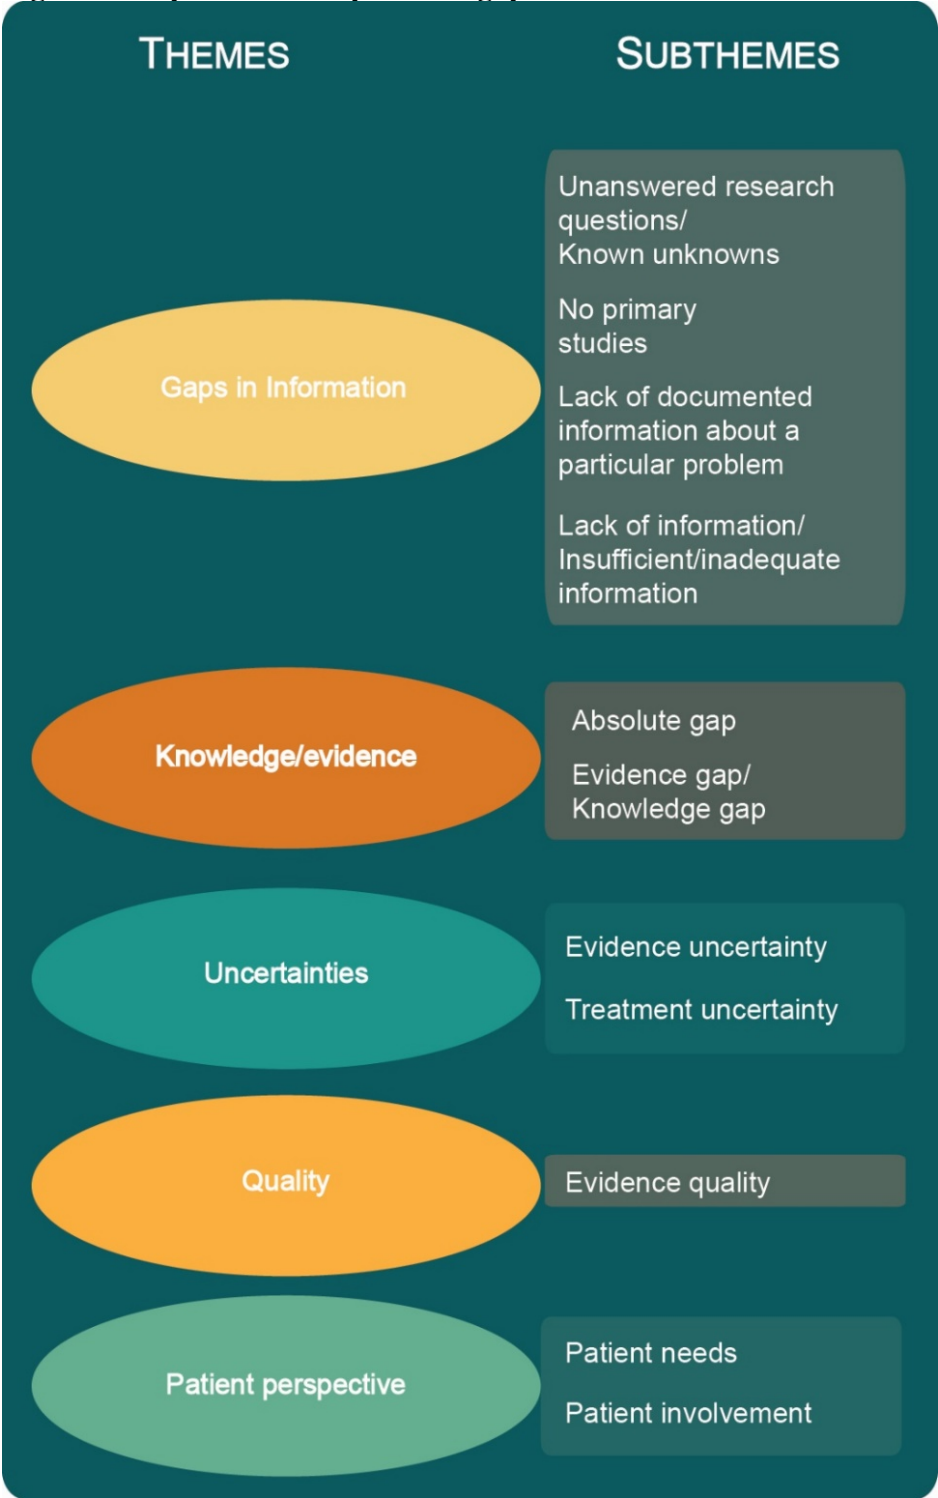 THEMES
SUBTHEMES
Gaps in Information
Unanswered research
questions/
Known unknowns
No primary
studies
Lack of documented
information about a
particular problem
Lack of information/
Insufficient/inadequate
information
Knowledge/evidence
Absolute gap
Evidence gap/
Knowledge gap
Uncertainties
Evidence uncertainty
Treatment uncertainty
Quality
Evidence quality
Patient perspective
Patient needs
Patient involvement